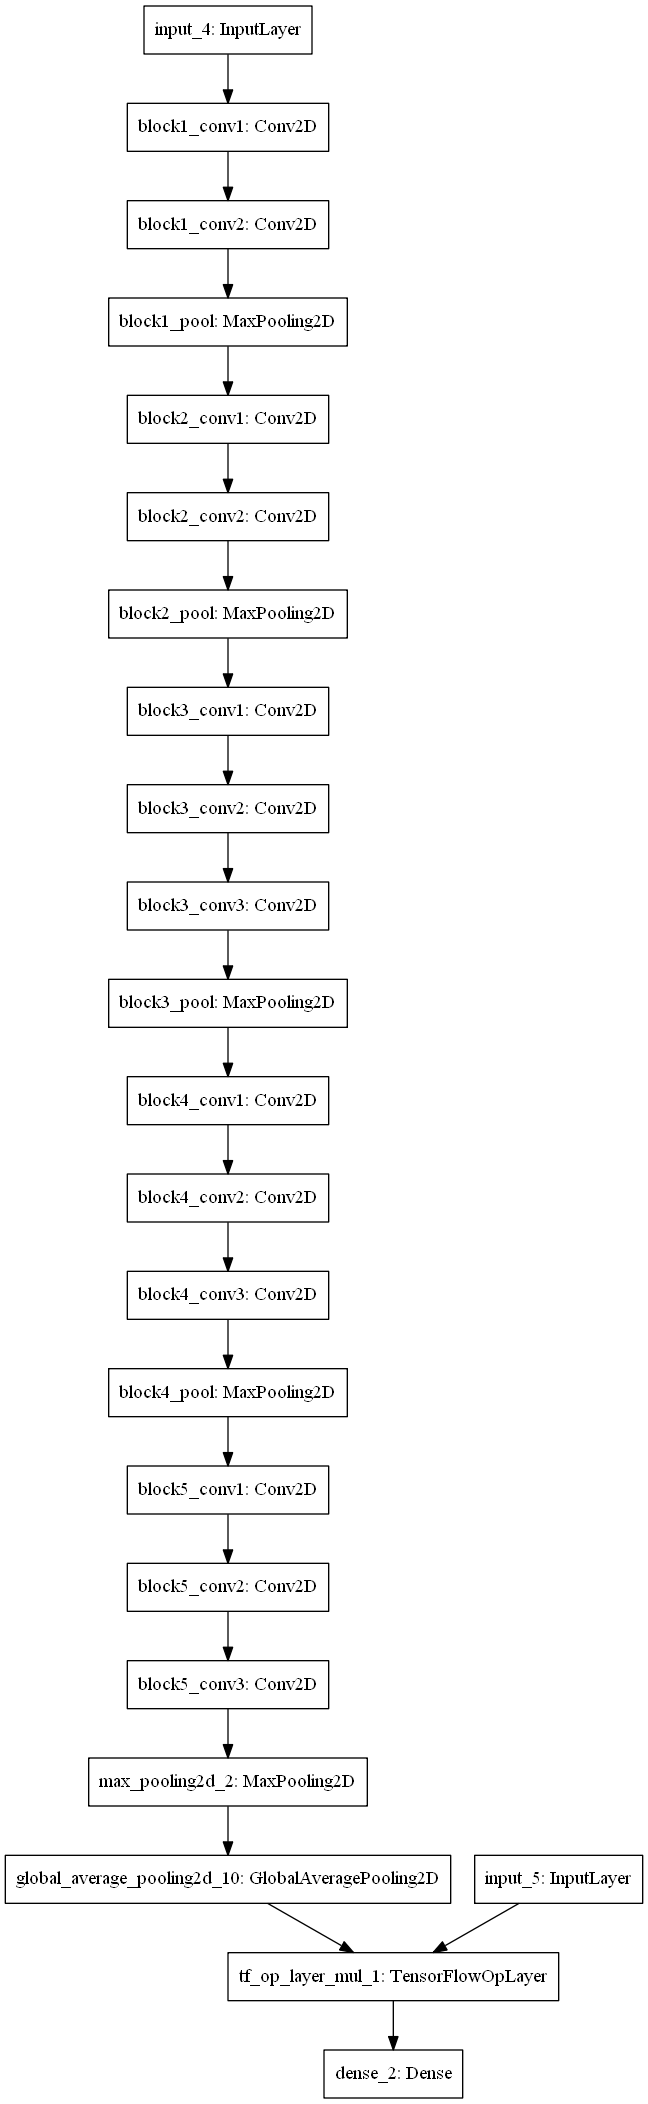 input_4: InputLayer
block1_conv1: Conv2D
block1_conv2: Conv2D
block1_pool: MaxPooling2D
block2_conv1: Conv2D
block2_conv2: Conv2D
block2_pool: MaxPooling2D
block3_conv1: Conv2D
block3_conv2: Conv2D
block3_conv3: Conv2D
block3_pool: MaxPooling2D
block4_conv1: Conv2D
block4_conv2: Conv2D
block4_conv3: Conv2D
block4_pool: MaxPooling2D
block5_conv1: Conv2D
block5_conv2: Conv2D
block5_conv3: Conv2D
max_pooling2d_2: MaxPooling2D
global_average_pooling2d_10: GlobalAveragePooling2D
input_5: InputLayer
tf_op_layer_mul_1: TensorFlowOpLayer
dense_2: Dense